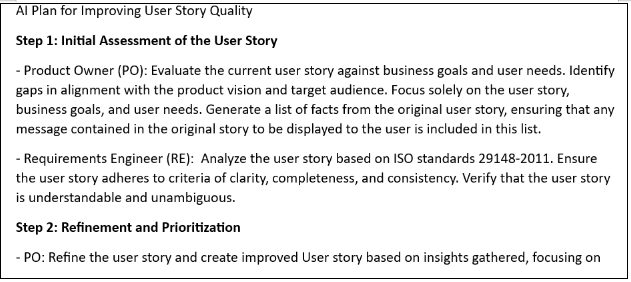 AI Plan for Improving User Story Quality
Step 1: Initial Assessment of the User Story
- Product Owner (PO): Evaluate the current user story against business goals and user needs. Identify
gaps in alignment with the product vision and target audience. Focus solely on the user story,
business goals, and user needs. Generate a list of facts from the original user story, ensuring that any
message contained in the original story to be displayed to the user is included in this list.
- Requirements Engineer (RE): Analyze the user story based on ISO standards 29148-2011. Ensure
the user story adheres to criteria of clarity, completeness, and consistency. Verify that the user story
is understandable and unambiguous.
Step 2: Refinement and Prioritization
- PO: Refine the user story and create improved User story based on insights gathered, focusing on